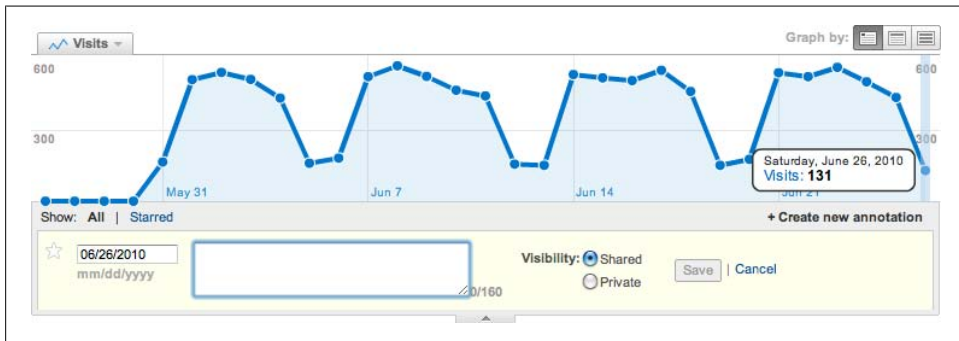 Visits
Graph by:
600
600
300
300
Saturday, June 26, 2010
Visits: 131
May 31
Jun 7
Jun 14
Jun 21
Show: All | Starred
+ Create new annotation
06/26/2010
mm/dd/yyyy
0/160
Visibility: Shared
Private
Save | Cancel